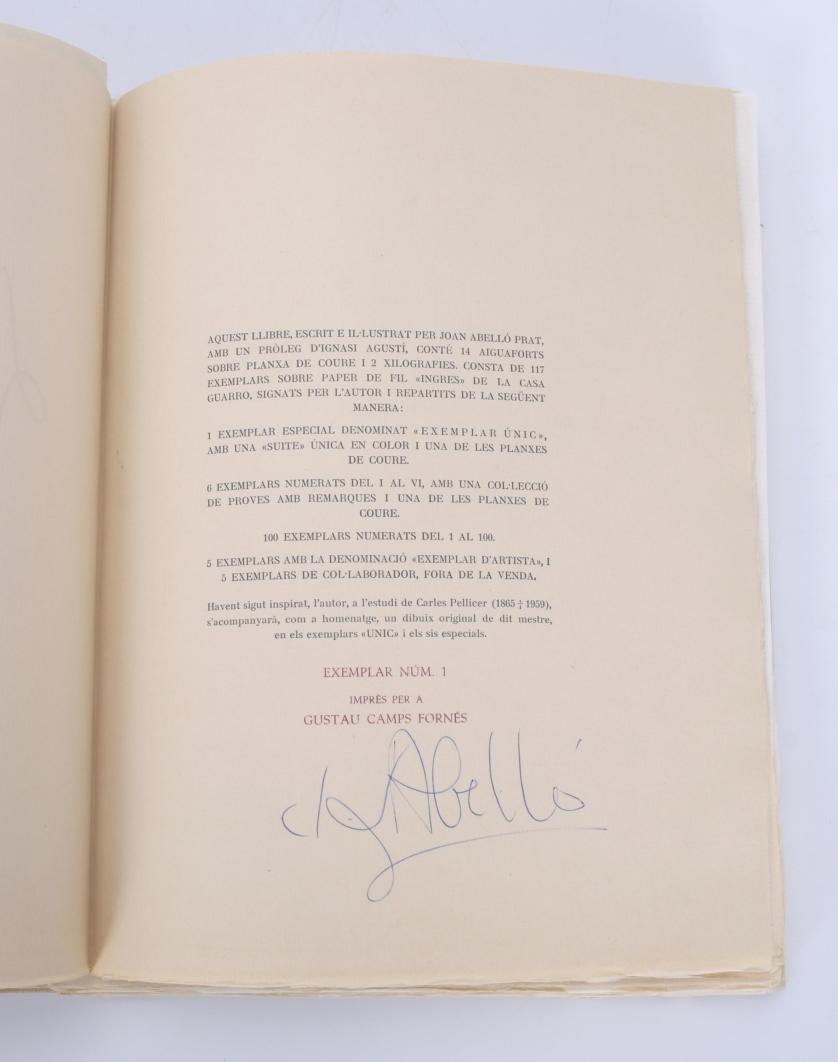 AQUEST LLIBRE, ESCRIT E IL·LUSTRAT PER JOAN ABELLÓ PRAT,
AMB UN PRÒLEG D'IGNASI AGUSTÍ, CONTÉ 14 AIGUAFORTS
SOBRE PLANXA DE COURE I 2 XILOGRAFIES. CONSTA DE 117
EXEMPLARS SOBRE PAPER DE FIL «INGRES» DE LA CASA
GUARRO, SIGNATS PER L'AUTOR I REPARTITS DE LA SEGÜENT
MANERA:
1 EXEMPLAR ESPECIAL DENOMINAT «EXEMPLAR ÚNIC»,
AMB UNA «SUITE» ÚNICA EN COLOR I UNA DE LES PLANXES
DE COURE.
6 EXEMPLARS NUMERATS DEL I AL VI, AMB UNA COL·LECCIÓ
DE PROVES AMB REMARQUES I UNA DE LES PLANXES DE
COURE.
100 EXEMPLARS NUMERATS DEL 1 AL 100.
5 EXEMPLARS AMB LA DENOMINACIÓ «EXEMPLAR D'ARTISTA», I
5 EXEMPLARS DE COL·LABORADOR, FORA DE LA VENDA.
Havent sigut inspirat, l'autor, a l'estudi de Carles Pellicer (1865 † 1959),
s'acompanyarà, com a homenatge, un dibuix original de dit mestre,
en els exemplars «UNIC» i els sis especials.
EXEMPLAR NÚM. 1
IMPRÈS PER A
GUSTAU CAMPS FORNÉS
Abelló